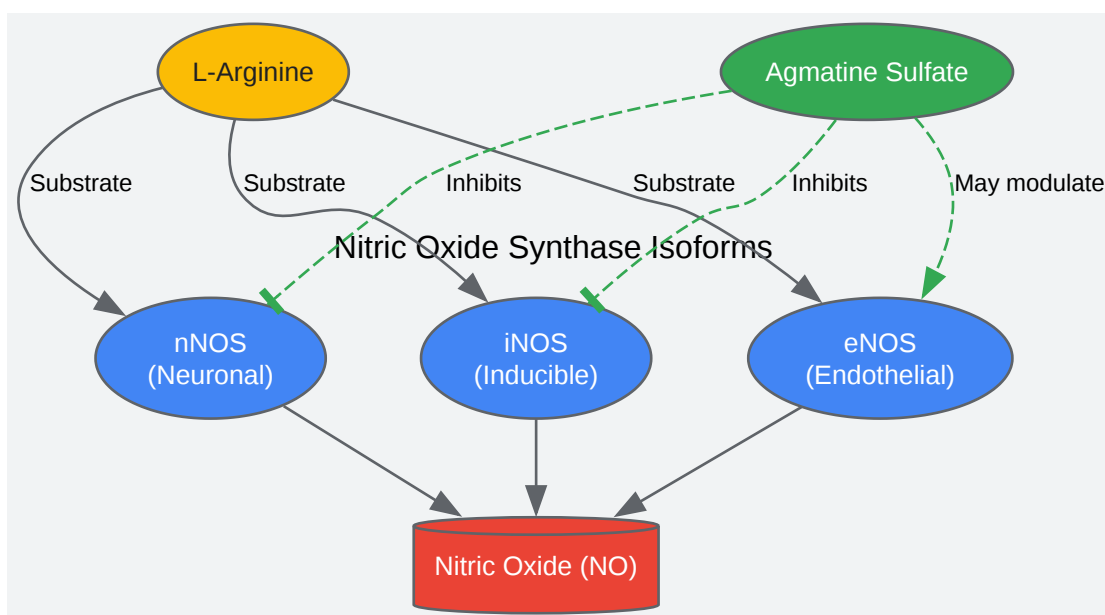 L-Arginine
Agmatine Sulfate
Substrate
Substrate
Inhibits
Substrate
Inhibits
May modulate
Nitric Oxide Synthase Isoforms
nNOS
(Neuronal)
iNOS
(Inducible)
eNOS
(Endothelial)
Nitric Oxide (NO)